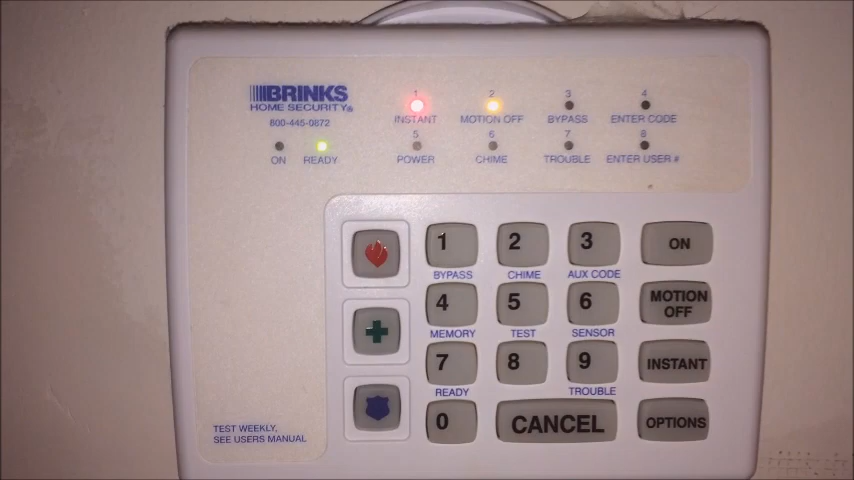 BRINKS
HOME SECURITY®
800-445-0872
ON READY
1 2 3 4
INSTANT MOTION OFF BYPASS ENTER CODE
5 6 7 8
POWER CHIME TROUBLE ENTER USER #
1 2 3 ON
BYPASS CHIME AUX CODE
4 5 6 MOTION OFF
MEMORY TEST SENSOR
7 8 9 INSTANT
READY TROUBLE
0 CANCEL OPTIONS
TEST WEEKLY,
SEE USERS MANUAL